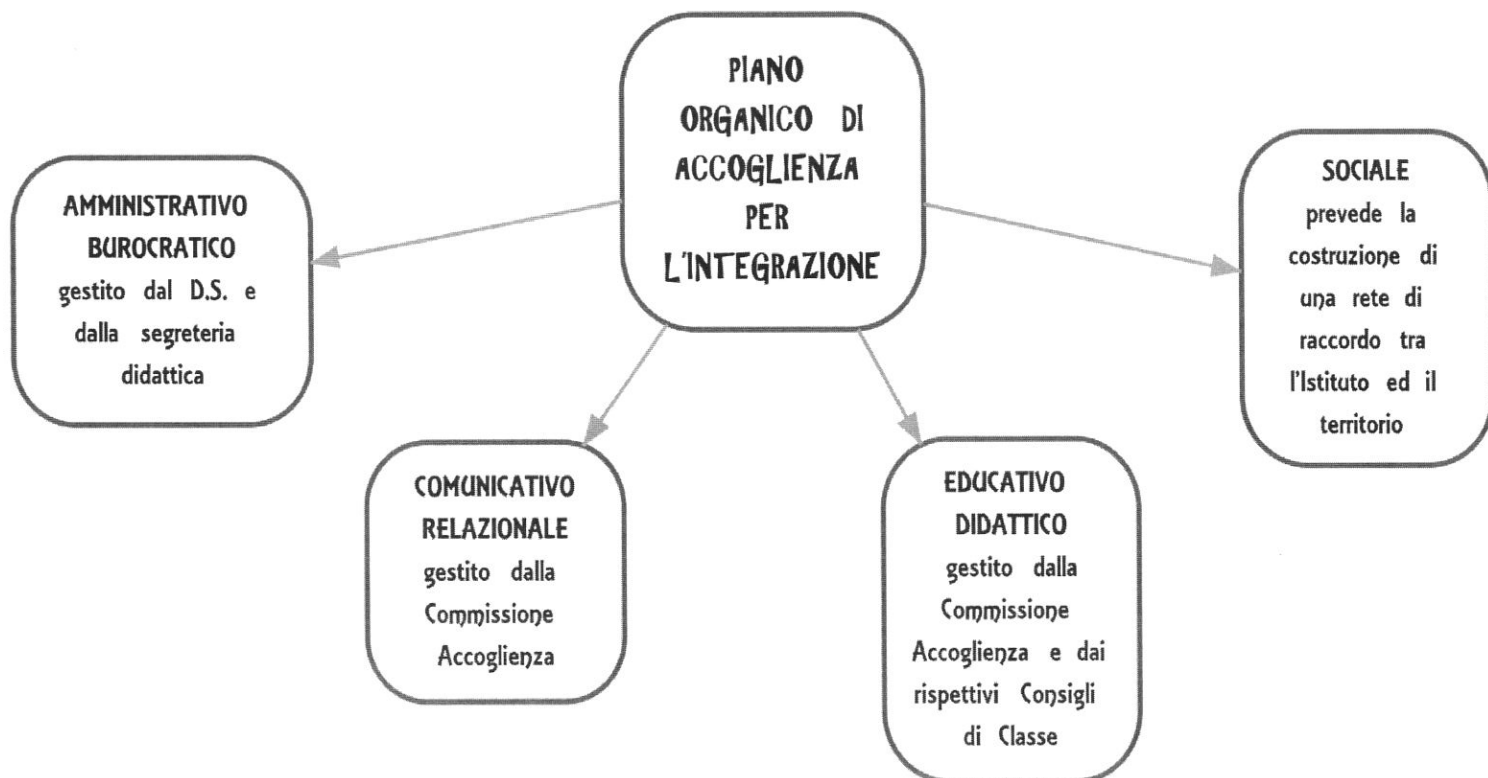 PIANO
ORGANICO DI
ACCOGLIENZA
PER
L'INTEGRAZIONE
AMMINISTRATIVO
BUROCRATICO
gestito dal D.S. e
dalla segreteria
didattica
COMUNICATIVO
RELAZIONALE
gestito dalla
Commissione
Accoglienza
EDUCATIVO
DIDATTICO
gestito dalla
Commissione
Accoglienza e dai
rispettivi Consigli
di Classe
SOCIALE
prevede la
costruzione di
una rete di
raccordo tra
l'Istituto ed il
territorio